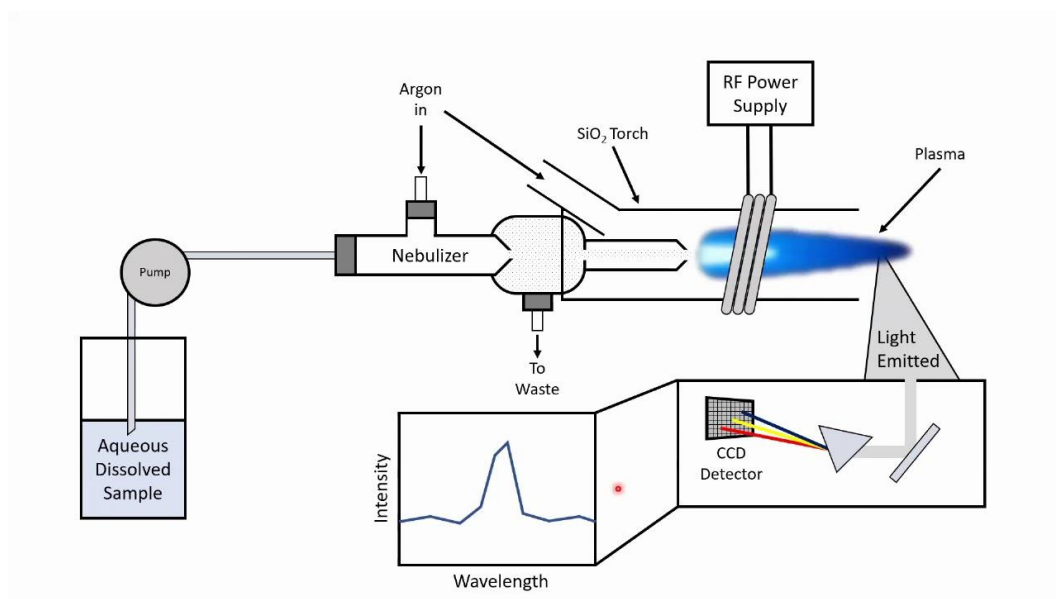 RF Power
Supply
Argon
in
SiO₂ Torch
Plasma
Nebulizer
Pump
Light
Emitted
To
Waste
Aqueous
Dissolved
Sample
CCD
Detector
Intensity
Wavelength